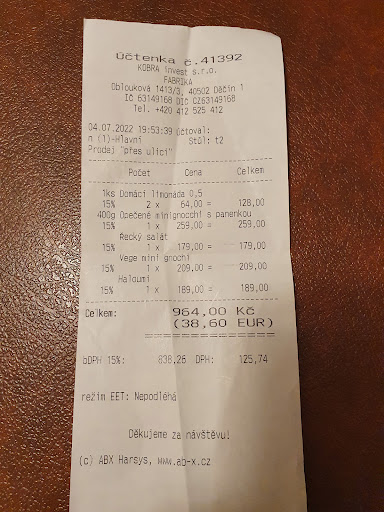 Účtenka č.41392
KOBRA invest s.r.o.
FABRIKA
Obloukova 1413/3, 40502 Děčín 1
IČ 63149168 DIČ CZ63149168
Tel. +420 412 525 412
04.07.2022 19:53:39 účtoval:
n (1)-Hlavní Stůl: t2
Prodej "přes ulici"
Počet Cena Celkem
1ks Domácí limonáda 0,5
15% 2 x 64,00 = 128,00
400g Opečené minignocchi s panenkou
15% 1 x 259,00 = 259,00
Řecký salát
15% 1 x 179,00 = 179,00
Vege mini gnochi
15% 1 x 209,00 = 209,00
Haloumi
15% 1 x 189,00 = 189,00
Celkem: 964,00 Kč
(38,60 EUR)
bDPH 15%: 838,26 DPH: 125,74
režim EET: Nepodléhá
Děkujeme za návštěvu!
(c) ABX Harsys, www.ab-x.cz